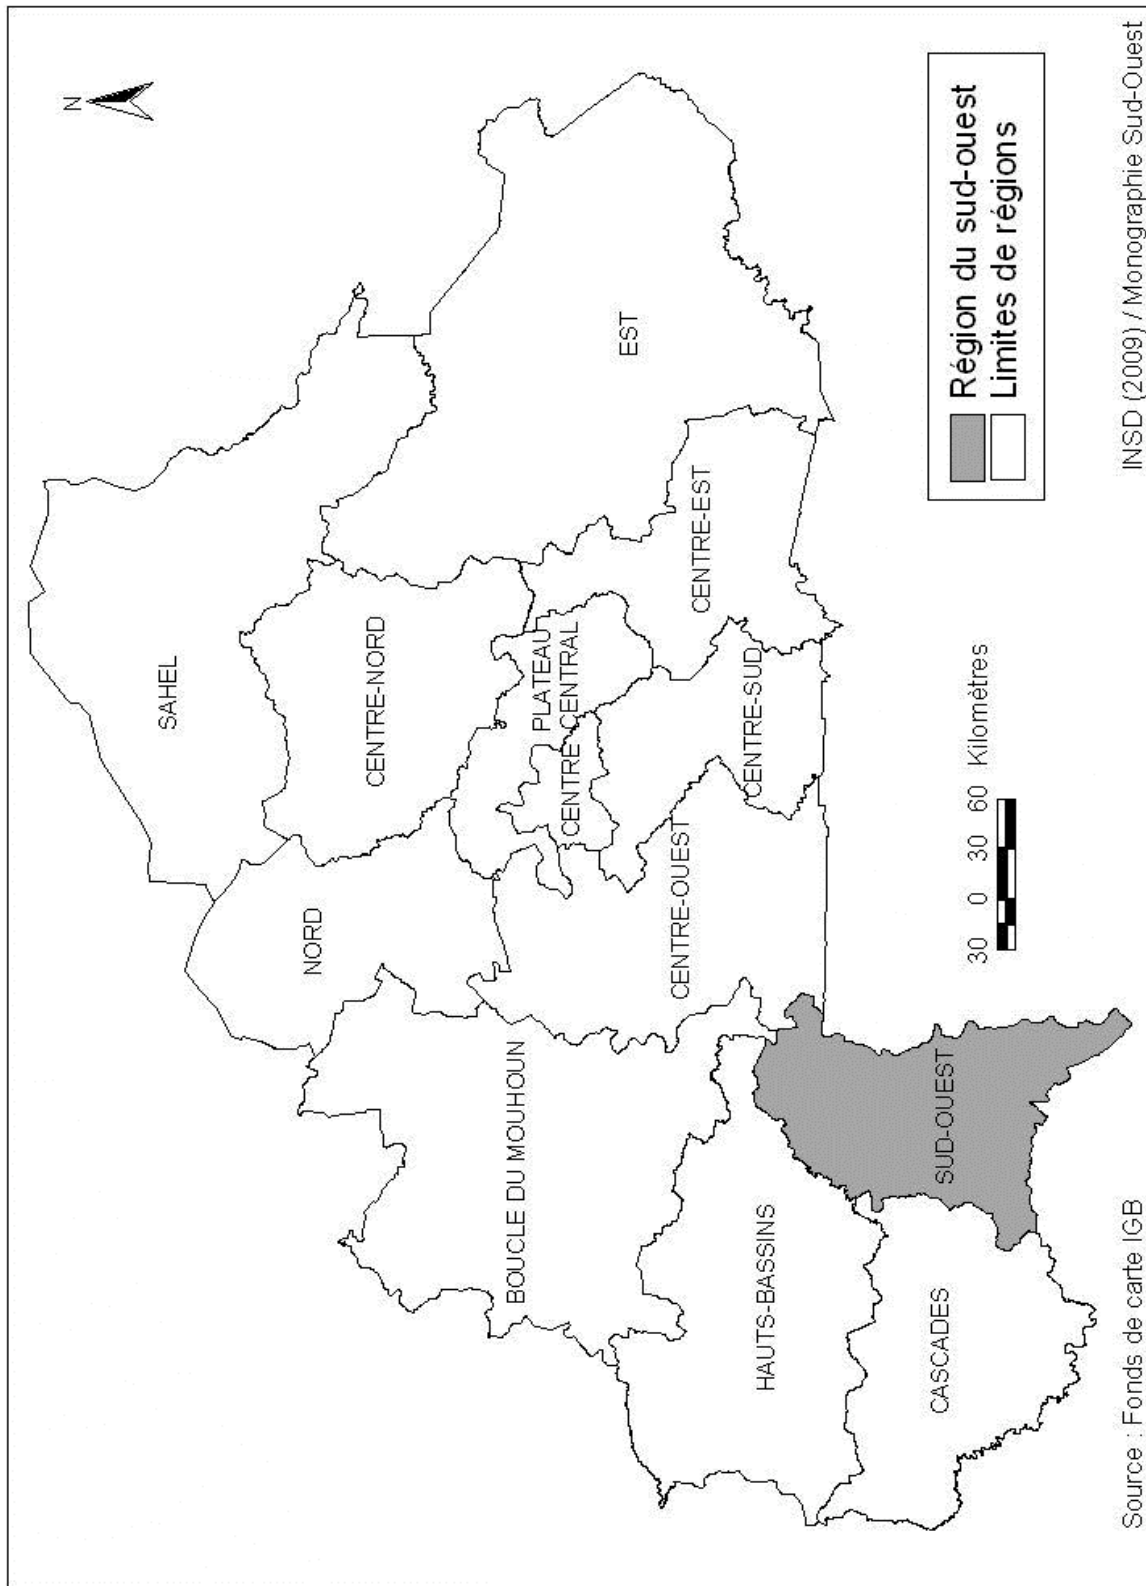 N
SAHEL
NORD
CENTRE-NORD
BOUCLE DU MOUHOUN
PLATEAU
CENTRAL
CENTRE
EST
CENTRE-OUEST
CENTRE-EST
HAUTS-BASSINS
CENTRE-SUD
CASCADES
SUD-OUEST
30 0 30 60 Kilomètres
Région du sud-ouest
Limites de régions
Source : Fonds de carte IGB
INSD (2009) / Monographie Sud-Ouest